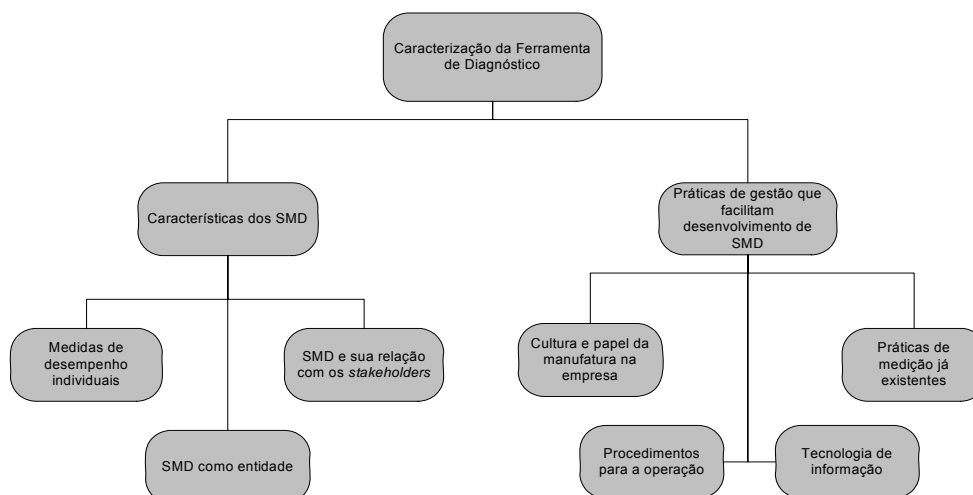 Caracterização da Ferramenta
de Diagnóstico
Características dos SMD
Práticas de gestão que
facilitam
desenvolvimento de
SMD
Medidas de
desempenho
individuais
SMD e sua relação
com os stakeholders
Cultura e papel da
manufatura na
empresa
Práticas de
medição já
existentes
SMD como entidade
Procedimentos
para a operação
Tecnologia de
informação